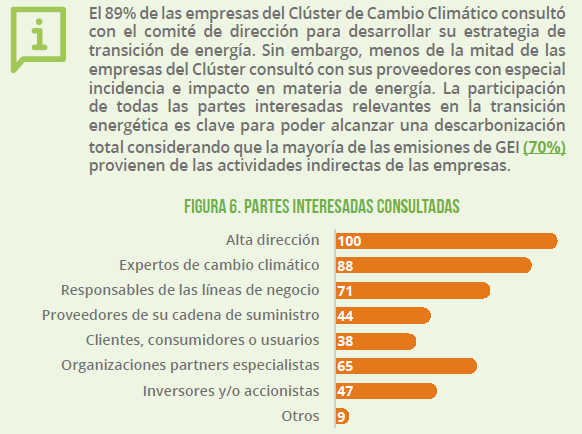 El 89% de las empresas del Clúster de Cambio Climático consultó
con el comité de dirección para desarrollar su estrategia de
transición de energía. Sin embargo, menos de la mitad de las
empresas del Clúster consultó con sus proveedores con especial
incidencia e impacto en materia de energía. La participación
de todas las partes interesadas relevantes en la transición
energética es clave para poder alcanzar una descarbonización
total considerando que la mayoría de las emisiones de GEI (70%)
provienen de las actividades indirectas de las empresas.
FIGURA 6. PARTES INTERESADAS CONSULTADAS
Alta dirección 100
Expertos de cambio climático 88
Responsables de las líneas de negocio 71
Proveedores de su cadena de suministro 44
Clientes, consumidores o usuarios 38
Organizaciones partners especialistas 65
Inversores y/o accionistas 47
Otros 9